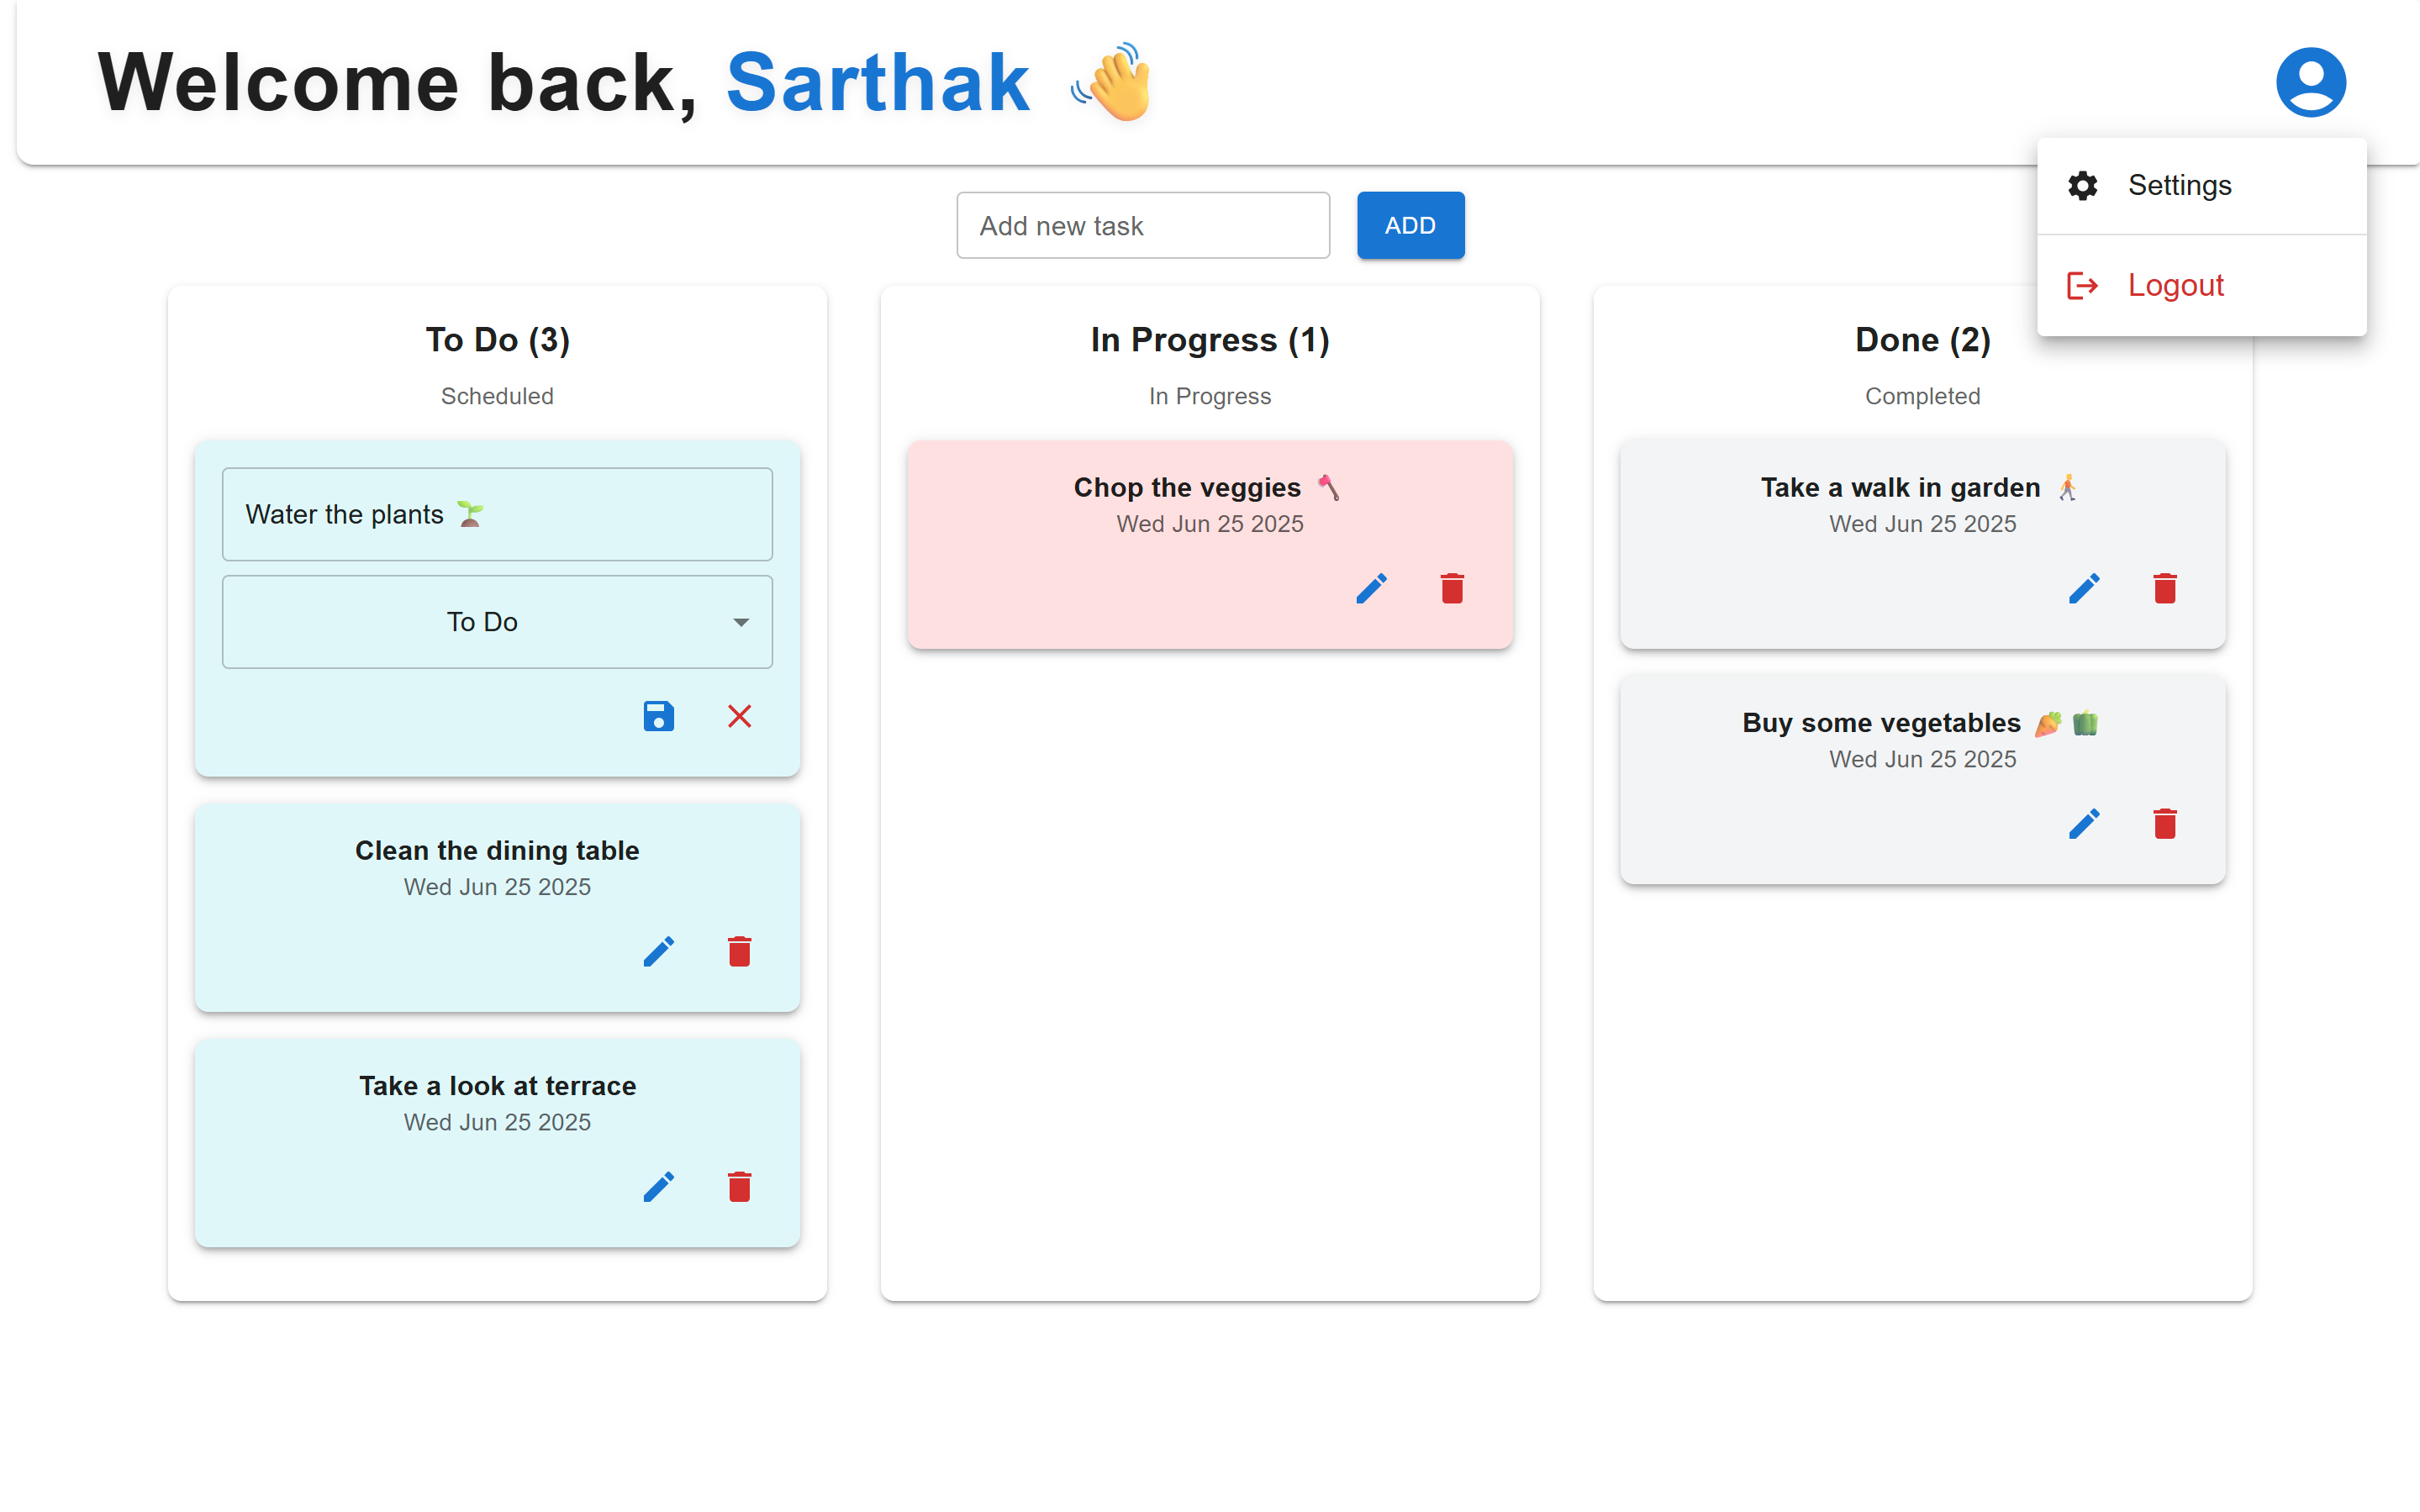 Welcome back, Sarthak 👋
Settings
Logout
Add new task
ADD
To Do (3)
Scheduled
Water the plants 🌱
To Do
Clean the dining table
Wed Jun 25 2025
Take a look at terrace
Wed Jun 25 2025
In Progress (1)
In Progress
Chop the veggies 🪓
Wed Jun 25 2025
Done (2)
Completed
Take a walk in garden 🚶
Wed Jun 25 2025
Buy some vegetables 🥕 🫑
Wed Jun 25 2025